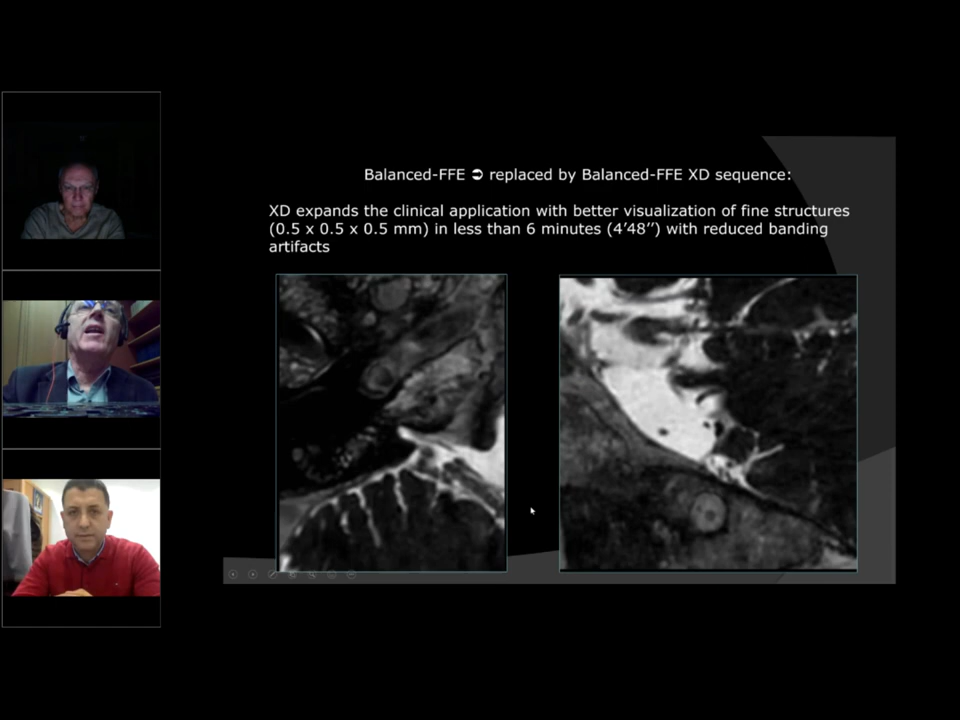 Balanced-FFE ➲ replaced by Balanced-FFE XD sequence:
XD expands the clinical application with better visualization of fine structures
(0.5 x 0.5 x 0.5 mm) in less than 6 minutes (4’48’’) with reduced banding
artifacts